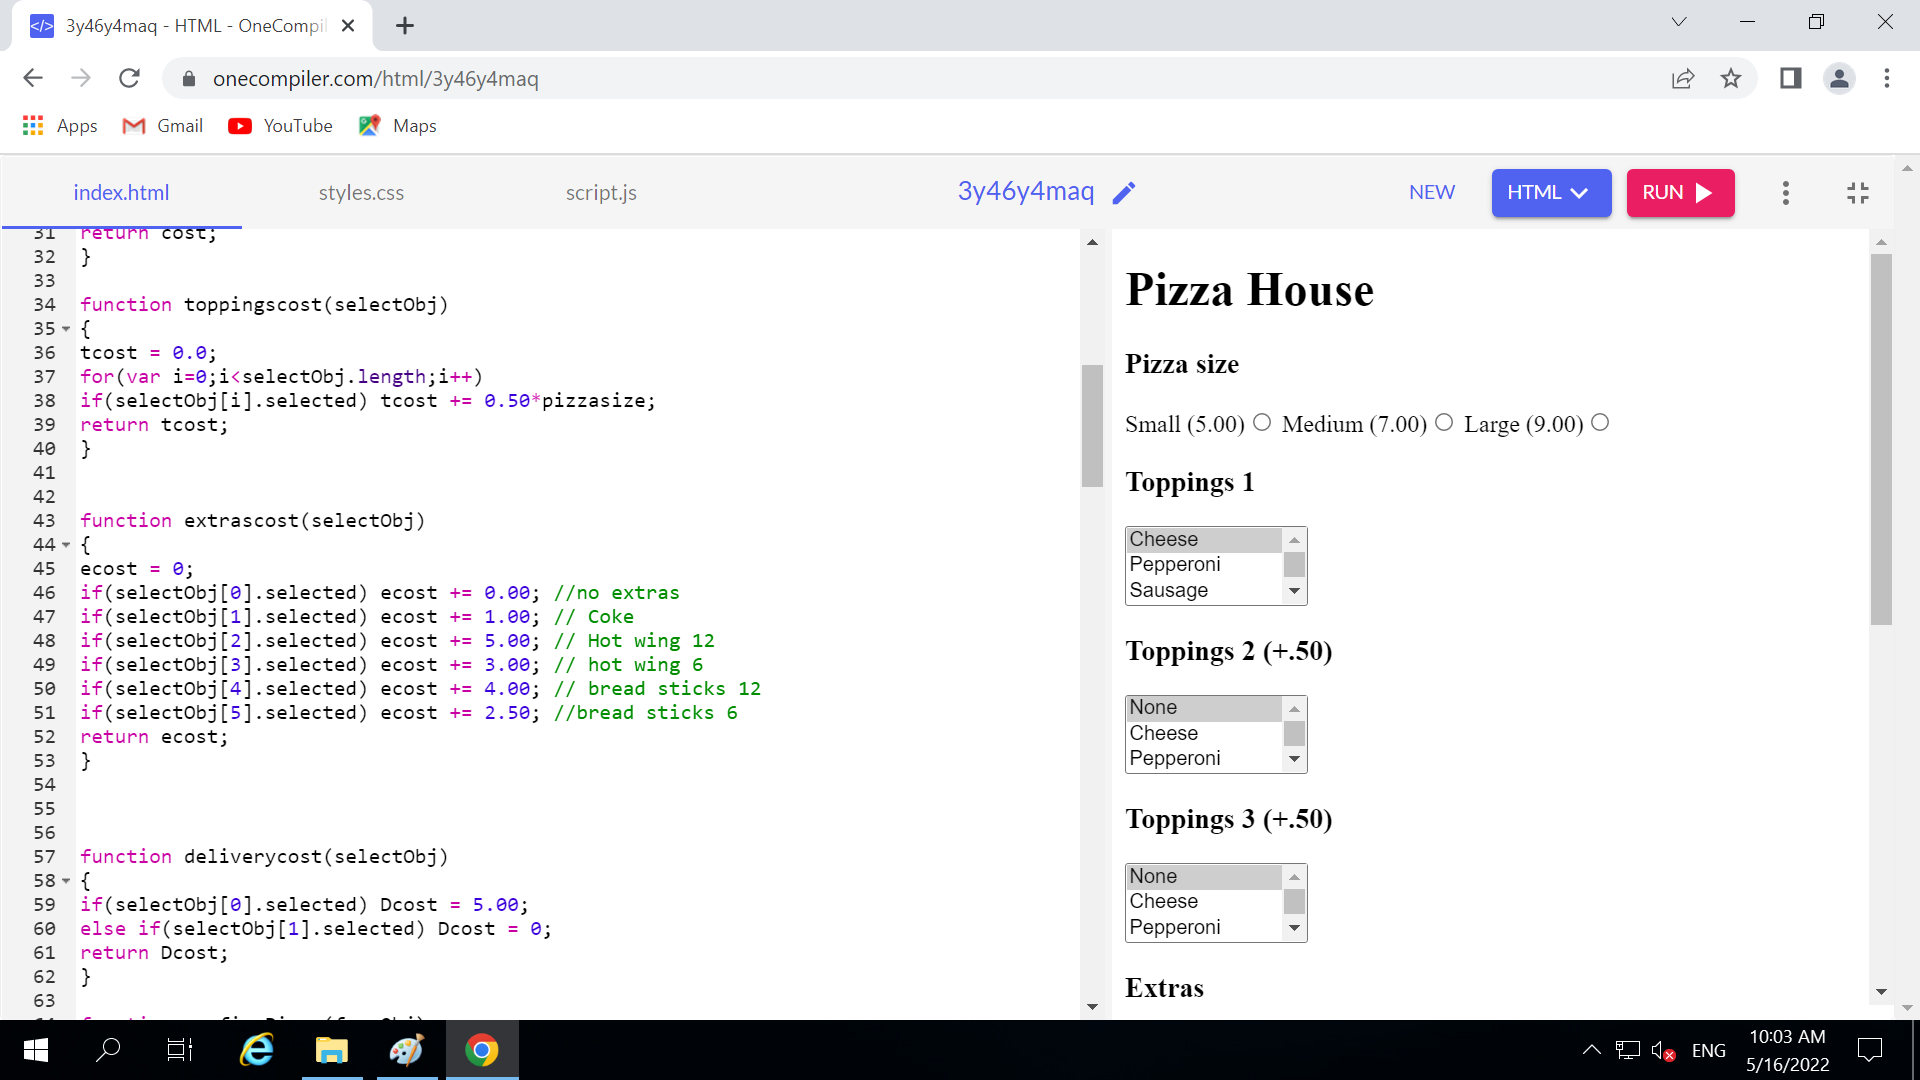 3y46y4maq - HTML - OneCompil
onecompiler.com/html/3y46y4maq
Apps Gmail YouTube Maps
index.html styles.css script.js 3y46y4maq NEW HTML RUN
31 return cost;
32 }
33
34 function toppingscost(selectObj)
35 {
36 tcost = 0.0;
37 for(var i=0;i<selectObj.length;i++)
38 if(selectObj[i].selected) tcost += 0.50*pizzasize;
39 return tcost;
40 }
41
42
43 function extrascost(selectObj)
44 {
45 ecost = 0;
46 if(selectObj[0].selected) ecost += 0.00; //no extras
47 if(selectObj[1].selected) ecost += 1.00; // Coke
48 if(selectObj[2].selected) ecost += 5.00; // Hot wing 12
49 if(selectObj[3].selected) ecost += 3.00; // hot wing 6
50 if(selectObj[4].selected) ecost += 4.00; // bread sticks 12
51 if(selectObj[5].selected) ecost += 2.50; //bread sticks 6
52 return ecost;
53 }
54
55
56
57 function deliverycost(selectObj)
58 {
59 if(selectObj[0].selected) Dcost = 5.00;
60 else if(selectObj[1].selected) Dcost = 0;
61 return Dcost;
62 }
63
Pizza House
Pizza size
Small (5.00) Medium (7.00) Large (9.00)
Toppings 1
Cheese
Pepperoni
Sausage
Toppings 2 (+.50)
None
Cheese
Pepperoni
Toppings 3 (+.50)
None
Cheese
Pepperoni
Extras
ENG
10:03 AM
5/16/2022